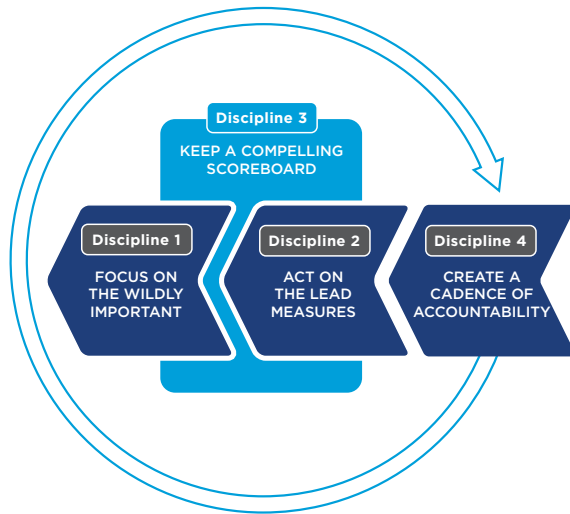 Discipline 3
KEEP A COMPELLING
SCOREBOARD
Discipline 1
FOCUS ON
THE WILDLY
IMPORTANT
Discipline 2
ACT ON
THE LEAD
MEASURES
Discipline 4
CREATE A
CADENCE OF
ACCOUNTABILITY